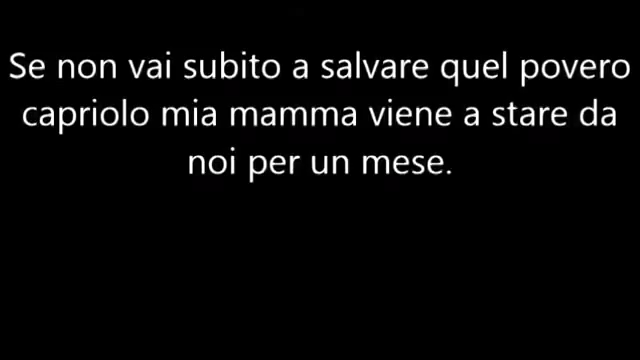 Se non vai subito a salvare quel povero
capriolo mia mamma viene a stare da
noi per un mese.